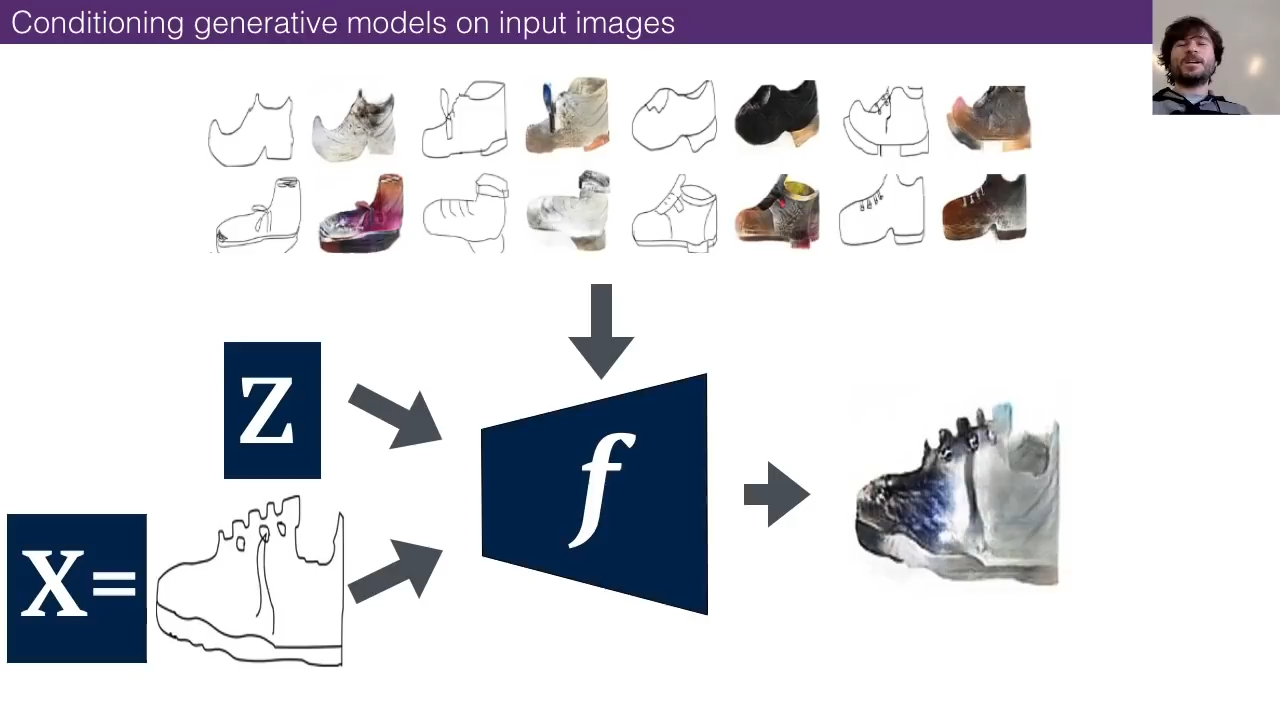 Conditioning generative models on input images
Z
f
X=